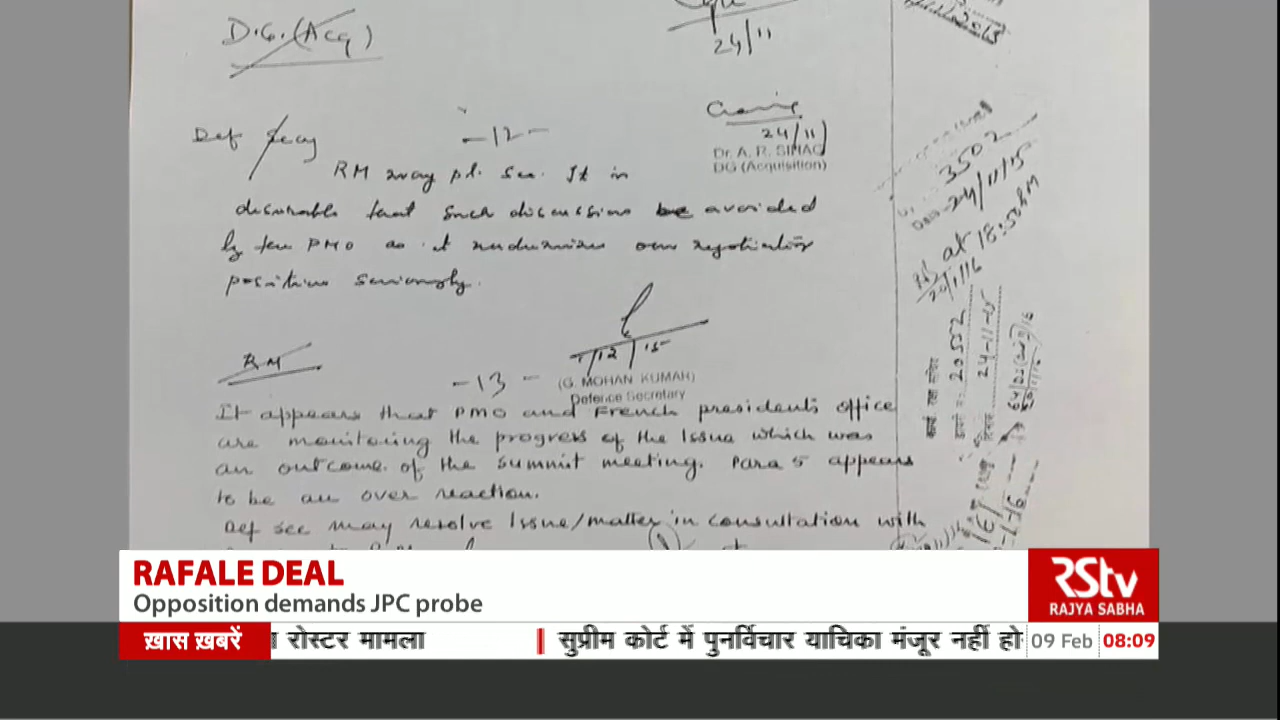 D.G.(Acq)
24/11
24/11
Dr. A. R. SIHAG
DG (Acquisition)
Def Secy
-12-
RM may pl. see. It is
desirable that such discussions be avoided
by the PMO as it undermines our negotiating
position seriously.
1/12/15
(G. MOHAN KUMAR)
Defence Secretary
RM
-13-
It appears that PMO and French president's office
are monitoring the progress of the issue which was
an outcome of the summit meeting. Para 5 appears
to be an over reaction.
Def sec may resolve issue/matter in consultation with
3502
24/11/15
at 18:50
20552
24-11-15
RAFALE DEAL
Opposition demands JPC probe
RSTV
RAJYA SABHA
ख़ास ख़बरें
रोस्टर मामला
सुप्रीम कोर्ट में पुनर्विचार याचिका मंजूर नहीं हो
09 Feb 08:09